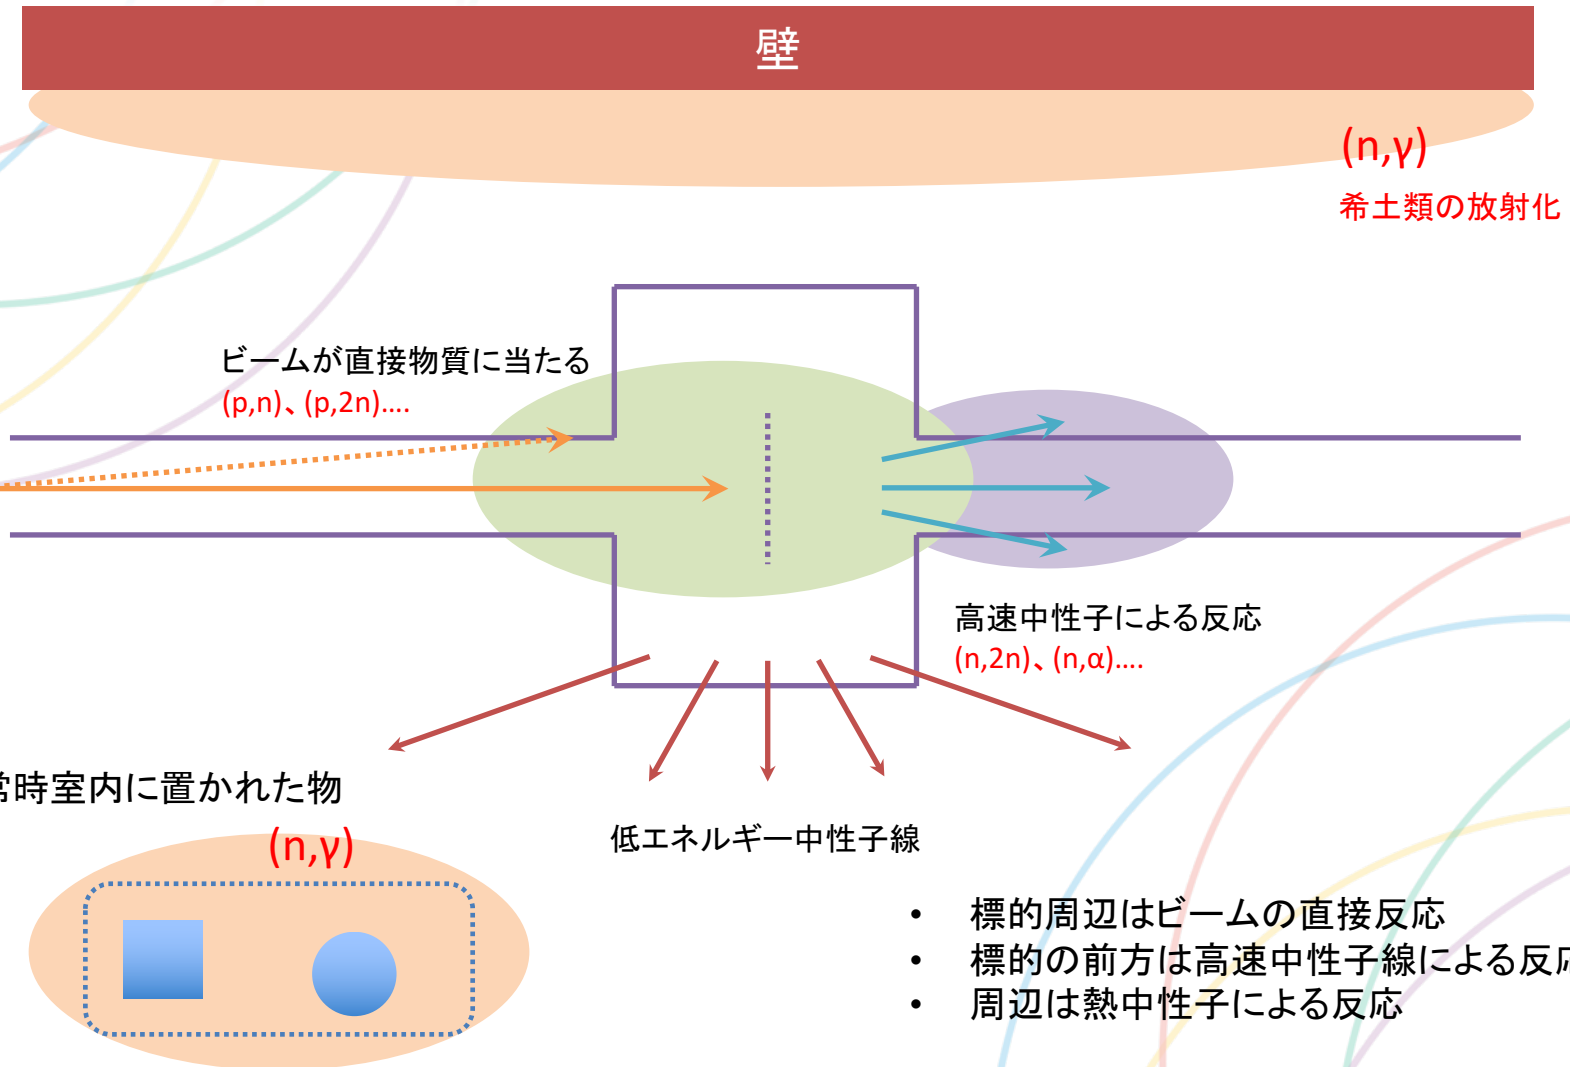 壁
(n,γ)
希土類の放射化
ビームが直接物質に当たる
(p,n)、(p,2n)....
高速中性子による反応
(n,2n)、(n,α)....
常時室内に置かれた物
(n,γ)
低エネルギー中性子線
• 標的周辺はビームの直接反応
• 標的の前方は高速中性子線による反応
• 周辺は熱中性子による反応